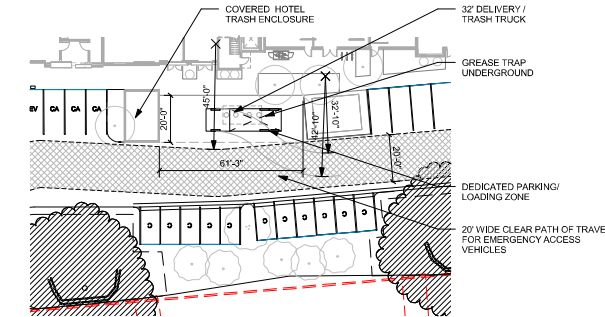 COVERED HOTEL
TRASH ENCLOSURE
32' DELIVERY /
TRASH TRUCK
GREASE TRAP
UNDERGROUND
EV
CA
CA
CA
20'-0"
45'-0"
42'-10"
32'-10"
61'-3"
20'-0"
DEDICATED PARKING/
LOADING ZONE
20' WIDE CLEAR PATH OF TRAVE
FOR EMERGENCY ACCESS
VEHICLES
C
C
C
C
C
C
C
C
C
C
C